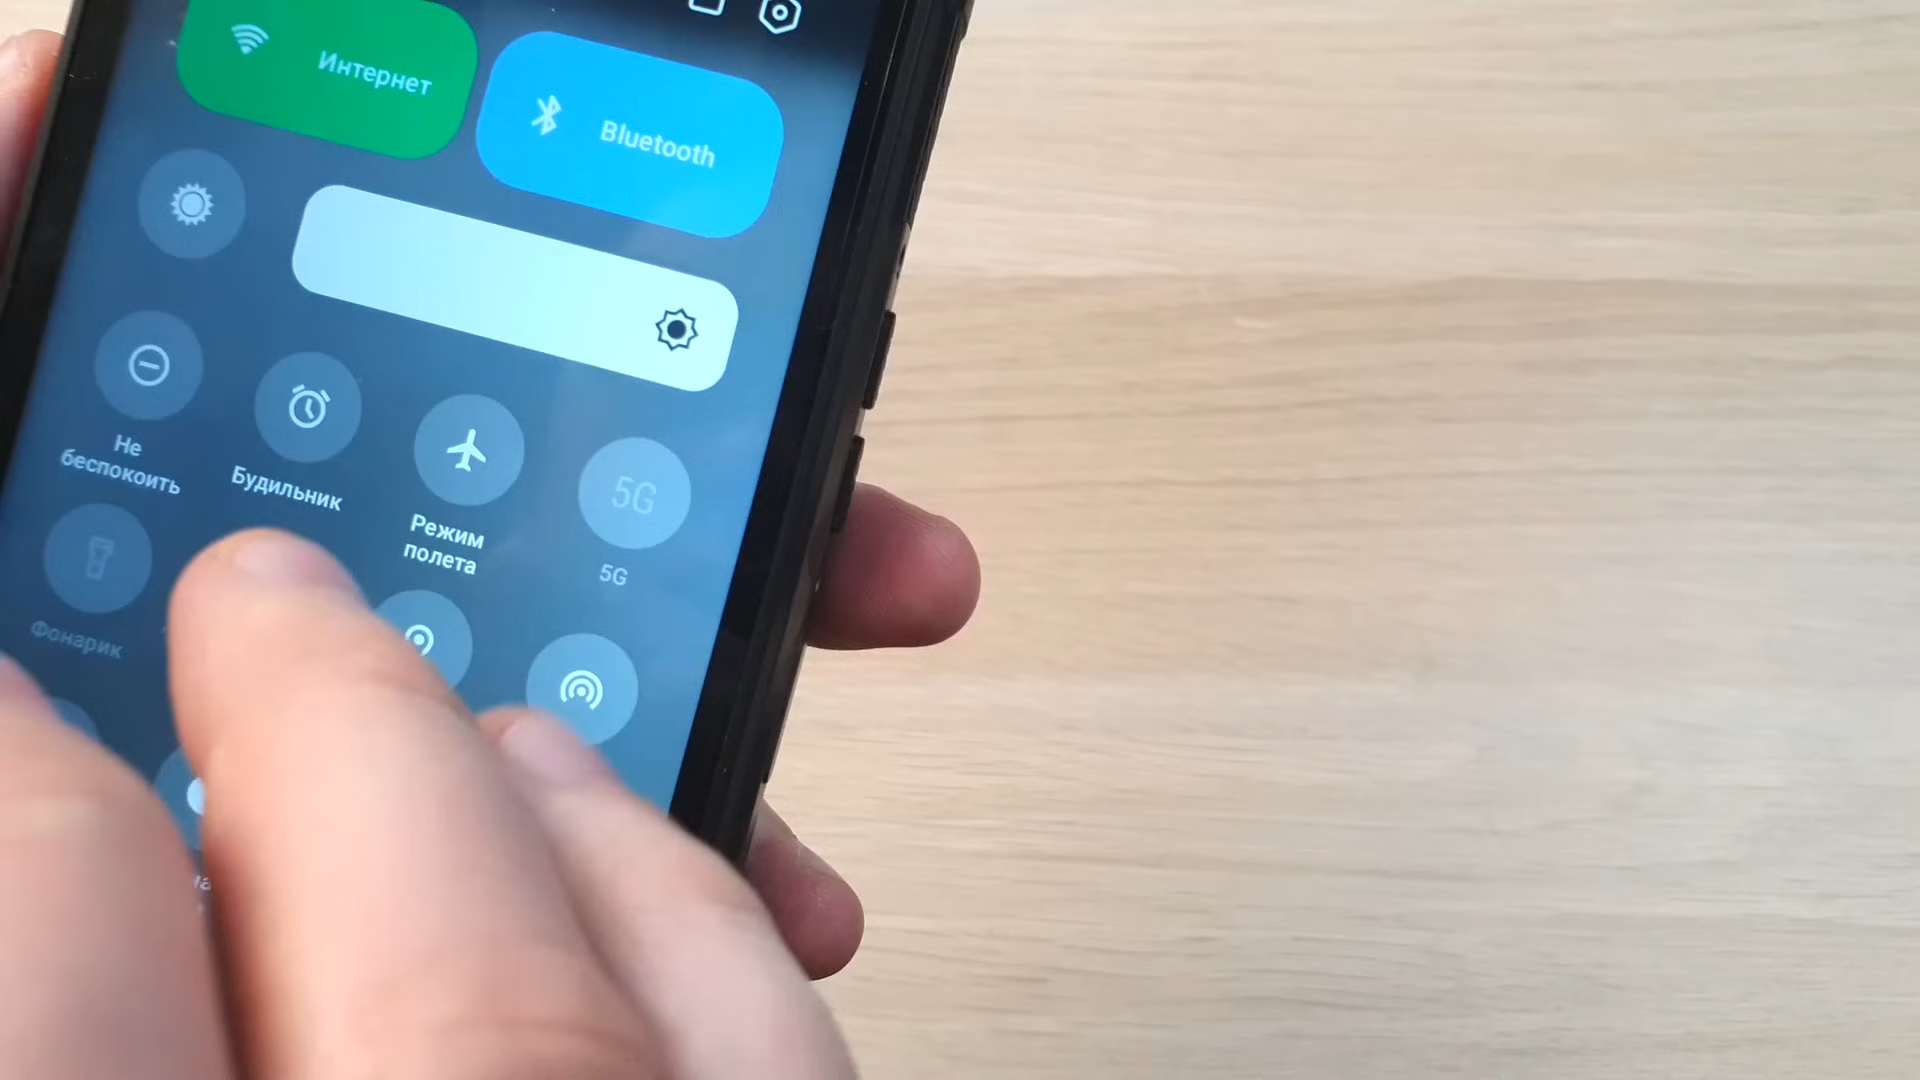 Интернет
Bluetooth
Не
беспокоить
Будильник
Режим
полета
5G
5G
Фонарик